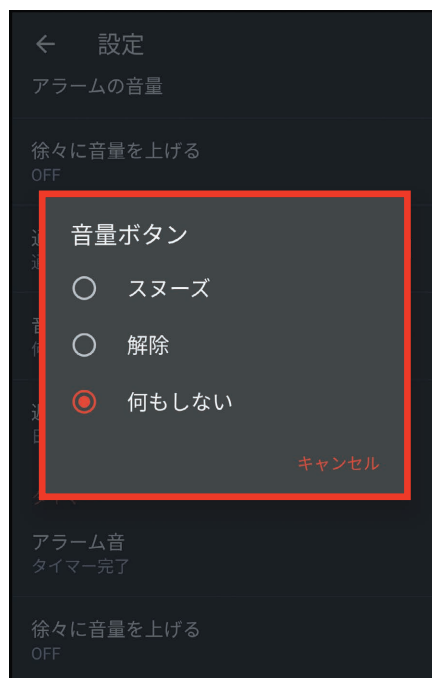 設定
アラームの音量
徐々に音量を上げる
OFF
音量ボタン
スヌーズ
解除
何もしない
キャンセル
アラーム音
タイマー完了
徐々に音量を上げる
OFF